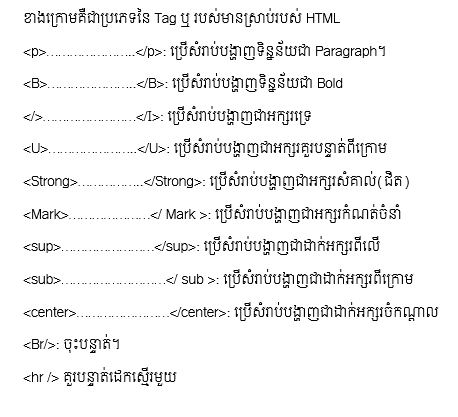 ខាងក្រោមគឺជាប្រភេទនៃ Tag ឬ របស់មានស្រាប់របស់ HTML
<p>…………………..</p>: ប្រើសំរាប់បង្ហាញទិន្នន័យជា Paragraph។
<B>…………………..</B>: ប្រើសំរាប់បង្ហាញទិន្នន័យជា Bold
</>……………………</I>: ប្រើសំរាប់បង្ហាញជាអក្សរទ្រេ
<U>…………………..</U>: ប្រើសំរាប់បង្ហាញជាអក្សរគួរបន្ទាត់ពីក្រោម
<Strong>……………..</Strong>: ប្រើសំរាប់បង្ហាញជាអក្សរសំគាល់( ជិត )
<Mark>…………………</ Mark >: ប្រើសំរាប់បង្ហាញជាអក្សរកំណត់ចំនាំ
<sup>……………………</sup>: ប្រើសំរាប់បង្ហាញជាដាក់អក្សរពីលើ
<sub>………………………</ sub >: ប្រើសំរាប់បង្ហាញជាដាក់អក្សរពីក្រោម
<center>……………………</center>: ប្រើសំរាប់បង្ហាញជាដាក់អក្សរចំកណ្តាល
<Br/>: ចុះបន្ទាត់។
<hr /> គួរបន្ទាត់ដេកស្មើរមួយ